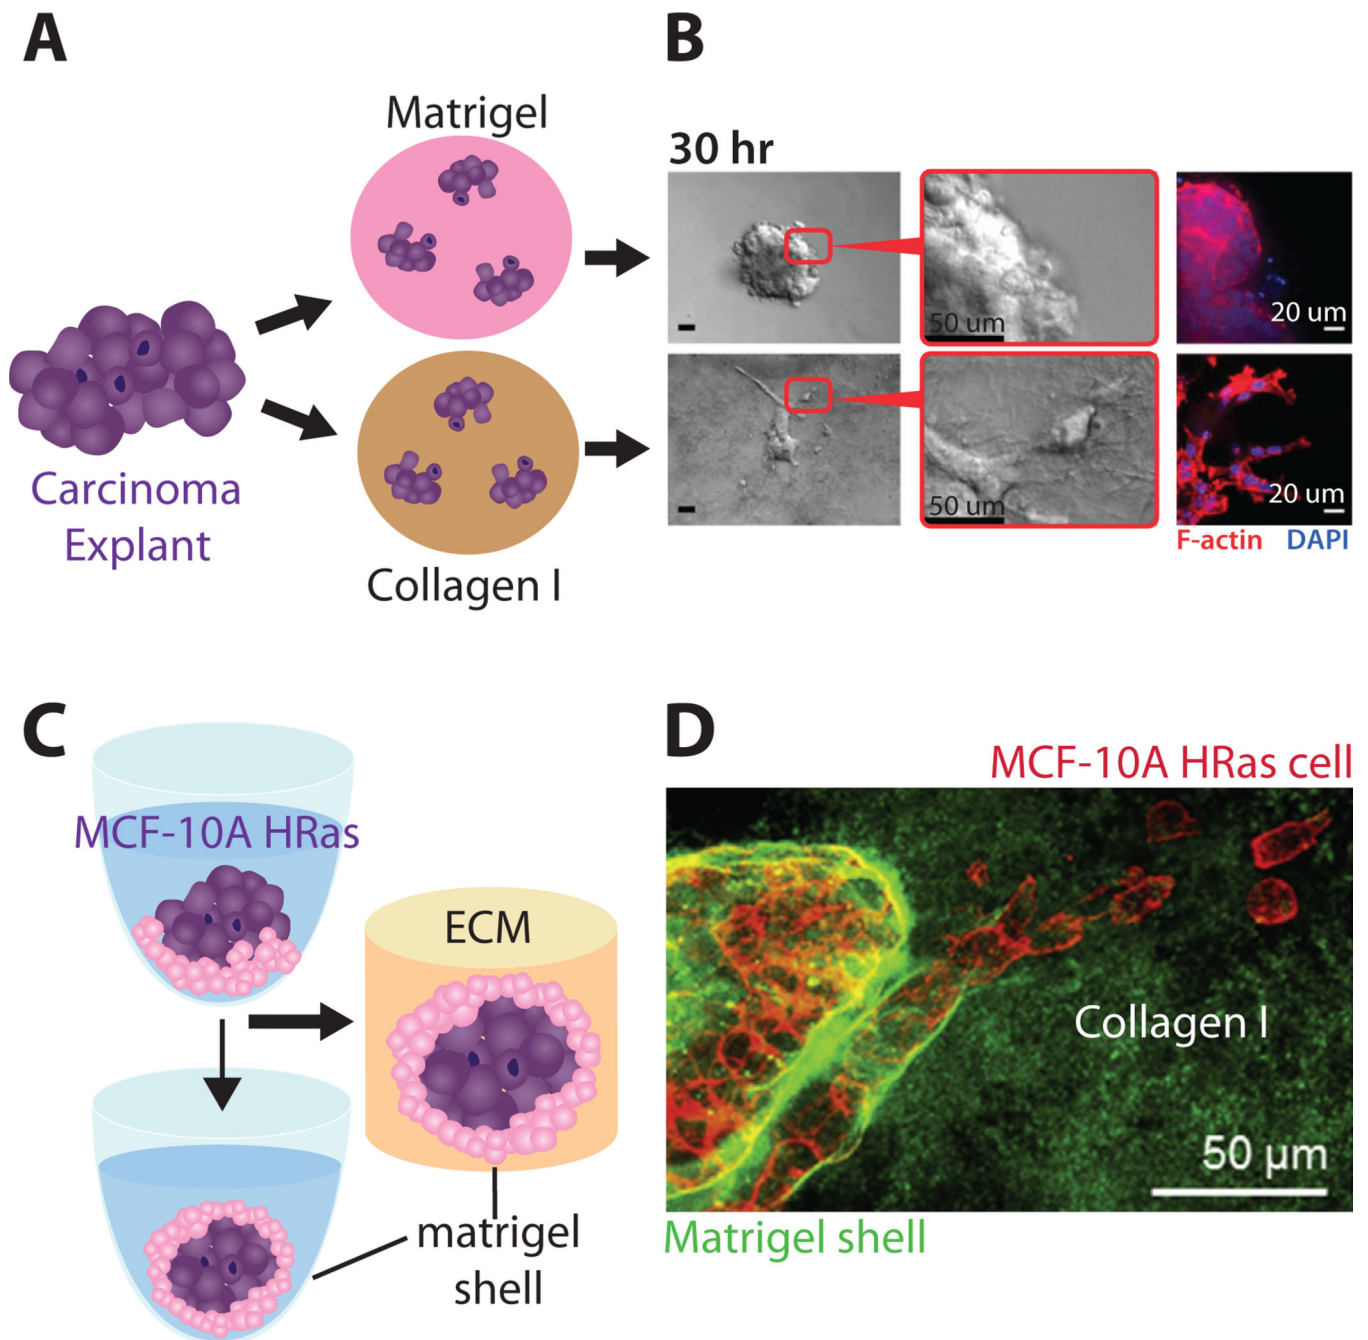 A
Matrigel
Carcinoma
Explant
Collagen I
B
30 hr
50 um
20 um
50 um
20 um
F-actin DAPI
C
MCF-10A HRas
ECM
matrigel
shell
D
MCF-10A HRas cell
Collagen I
50 μm
Matrigel shell